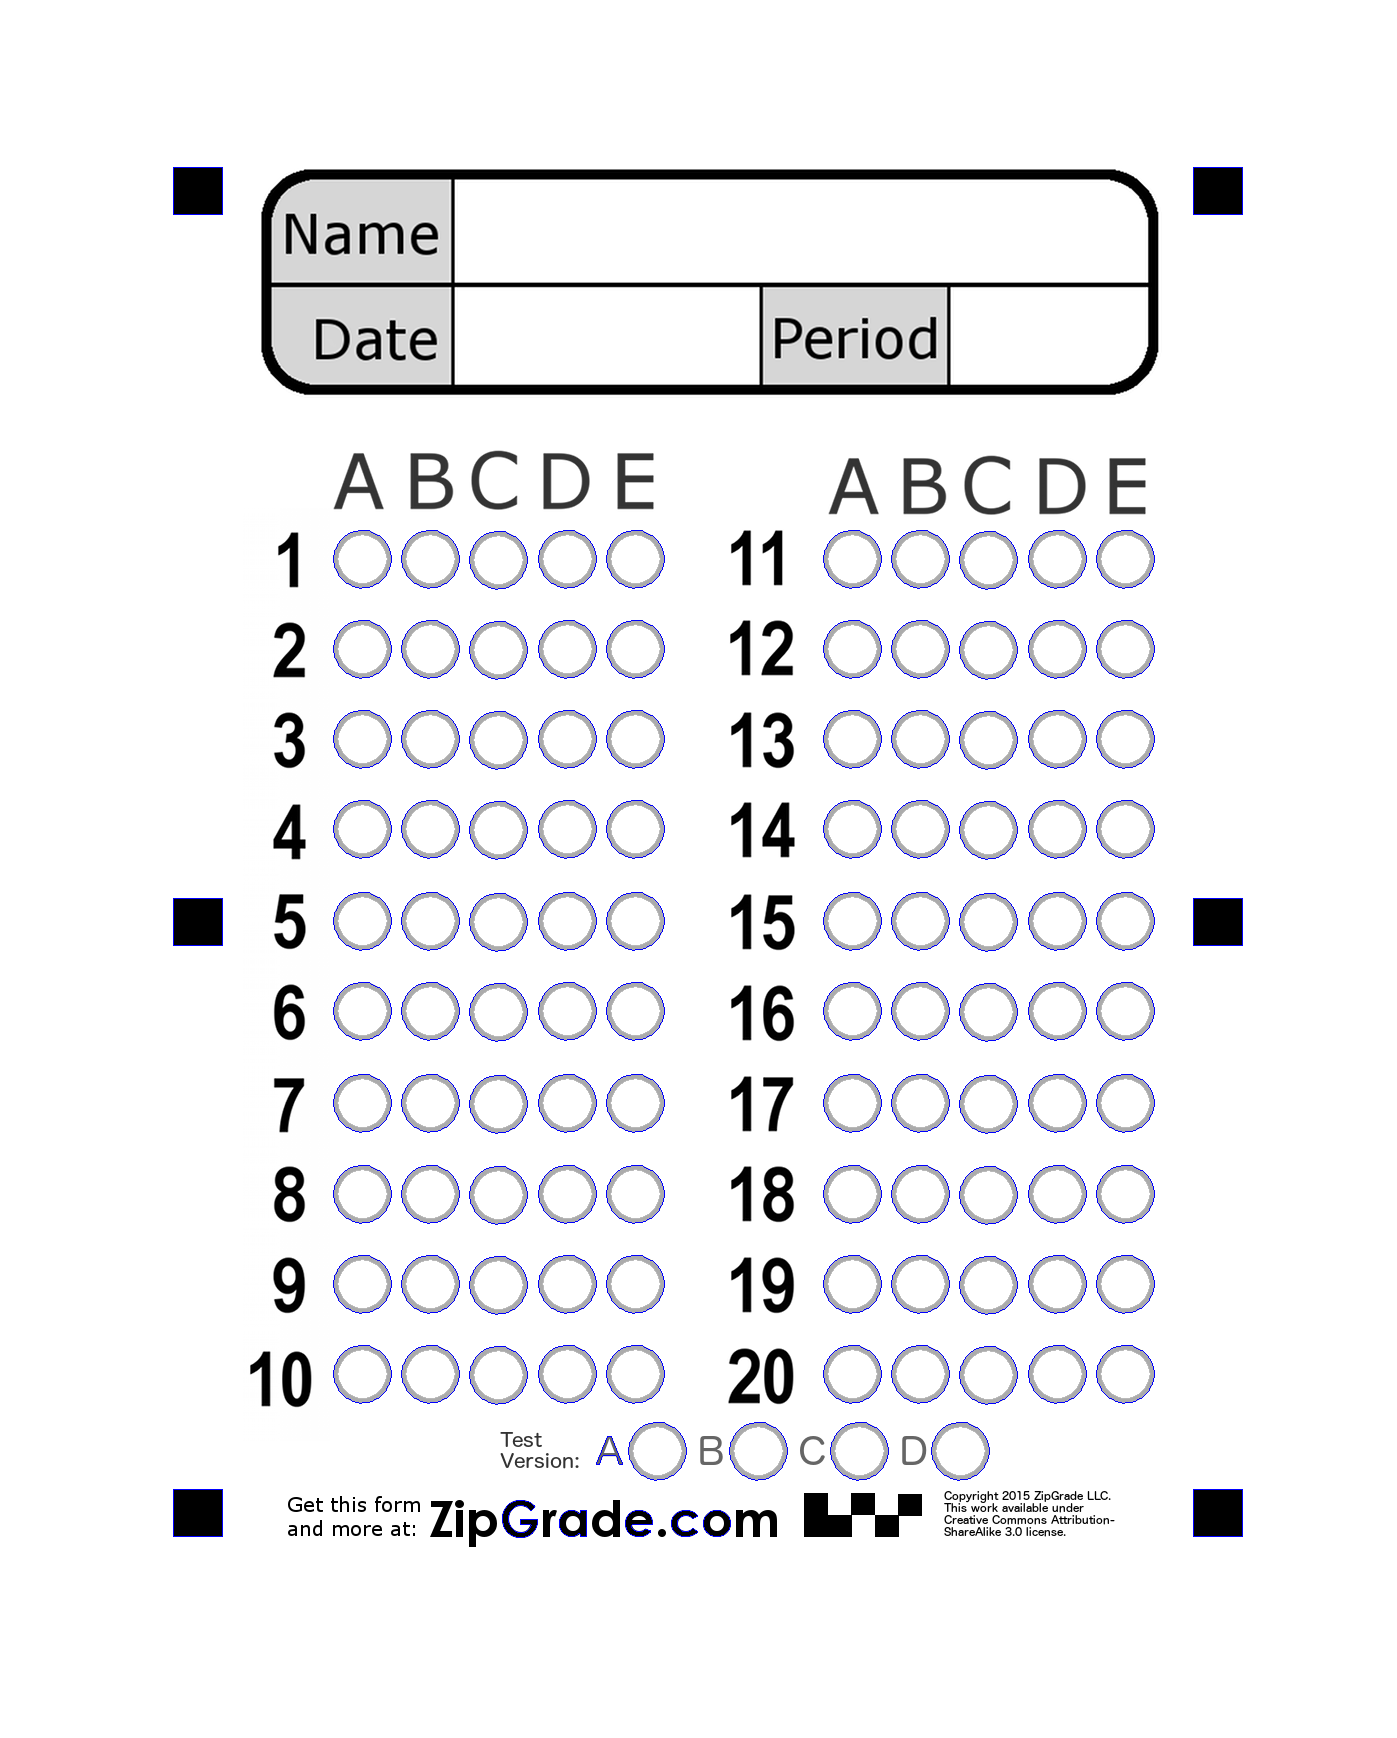 Name
Date Period
A B C D E A B C D E
1 11
2 12
3 13
4 14
5 15
6 16
7 17
8 18
9 19
10 20
Test
Version: A B C D
Get this form
and more at: ZipGrade.com
Copyright 2015 ZipGrade LLC.
This work available under
Creative Commons Attribution-
ShareAlike 3.0 license.